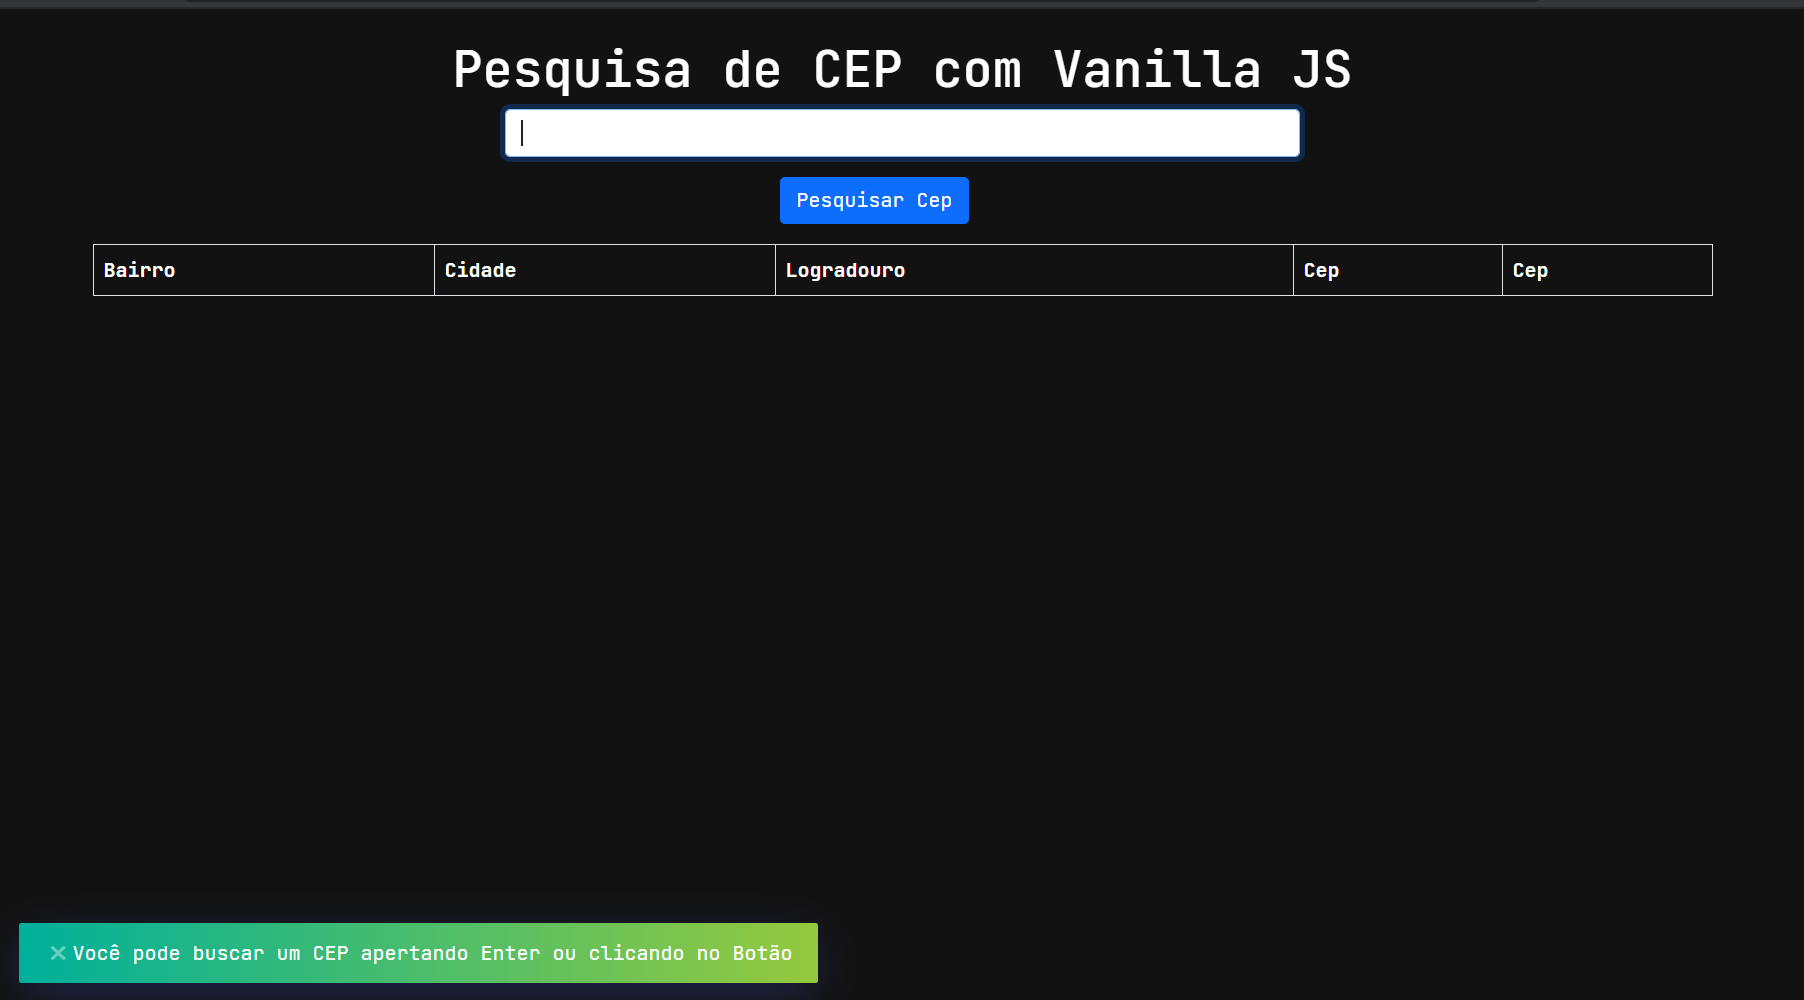 Pesquisa de CEP com Vanilla JS
Pesquisar Cep
Bairro Cidade Logradouro Cep Cep
Você pode buscar um CEP apertando Enter ou clicando no Botão